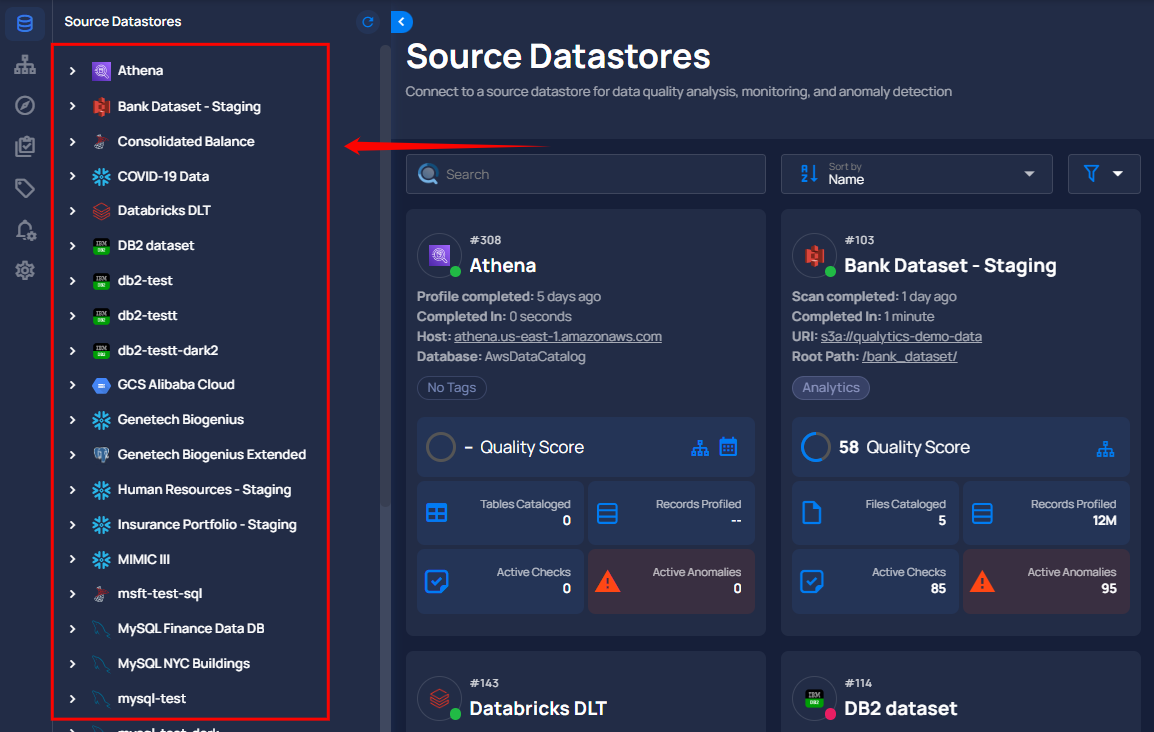 Source Datastores
Athena
Bank Dataset - Staging
Consolidated Balance
COVID-19 Data
Databricks DLT
DB2 dataset
db2-test
db2-testt
db2-testt-dark2
GCS Alibaba Cloud
Genetech Biogenius
Genetech Biogenius Extended
Human Resources - Staging
Insurance Portfolio - Staging
MIMIC III
msft-test-sql
MySQL Finance Data DB
MySQL NYC Buildings
mysql-test
mysql-test-dark
Source Datastores
Connect to a source datastore for data quality analysis, monitoring, and anomaly detection
Search
Sort by
Name
#308
Athena
Profile completed: 5 days ago
Completed In: 0 seconds
Host: athena.us-east-1.amazonaws.com
Database: AwsDataCatalog
No Tags
– Quality Score
Tables Cataloged
0
Records Profiled
--
Active Checks
0
Active Anomalies
0
#103
Bank Dataset - Staging
Scan completed: 1 day ago
Completed In: 1 minute
URI: s3a://qualytics-demo-data
Root Path: /bank_dataset/
Analytics
58 Quality Score
Files Cataloged
5
Records Profiled
12M
Active Checks
85
Active Anomalies
95
#143
Databricks DLT
#114
IBM
DB2
DB2 dataset